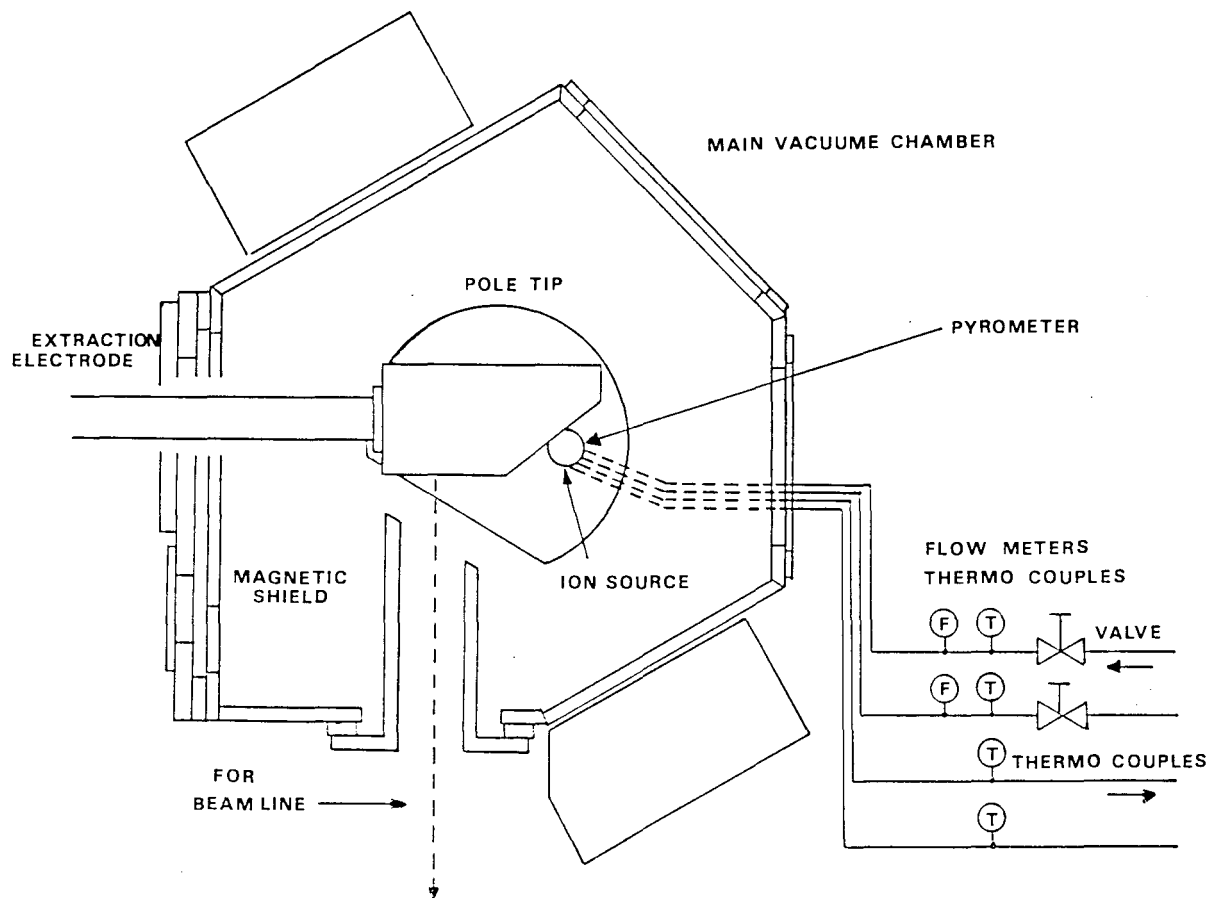 MAIN VACUUME CHAMBER
POLE TIP
PYROMETER
EXTRACTION
ELECTRODE
ION SOURCE
MAGNETIC
SHIELD
FLOW METERS
THERMO COUPLES
F T VALVE
F T
T THERMO COUPLES
T
FOR
BEAM LINE